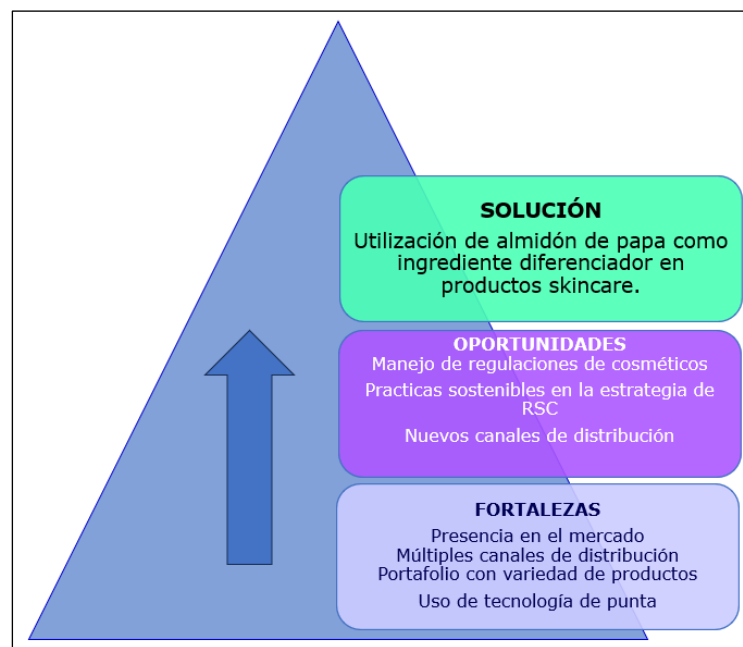 SOLUCIÓN
Utilización de almidón de papa como
ingrediente diferenciador en
productos skincare.
OPORTUNIDADES
Manejo de regulaciones de cosméticos
Practicas sostenibles en la estrategia de
RSC
Nuevos canales de distribución
FORTALEZAS
Presencia en el mercado
Múltiples canales de distribución
Portafolio con variedad de productos
Uso de tecnología de punta